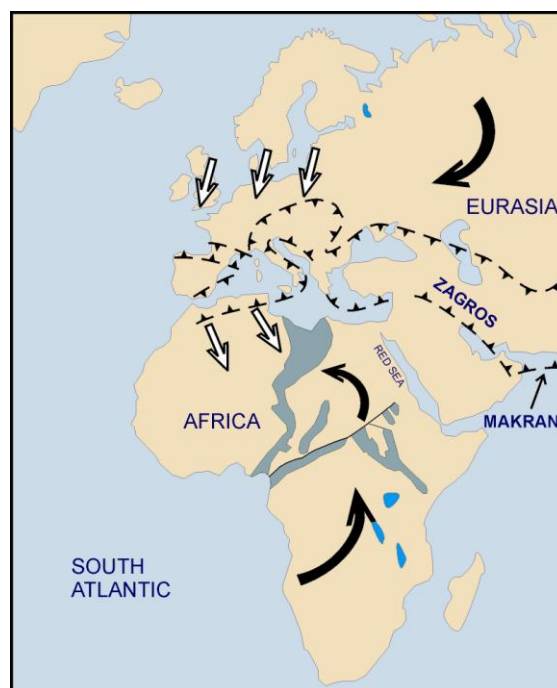 EURASIA
ZAGROS
RED SEA
MAKRAN
AFRICA
SOUTH
ATLANTIC